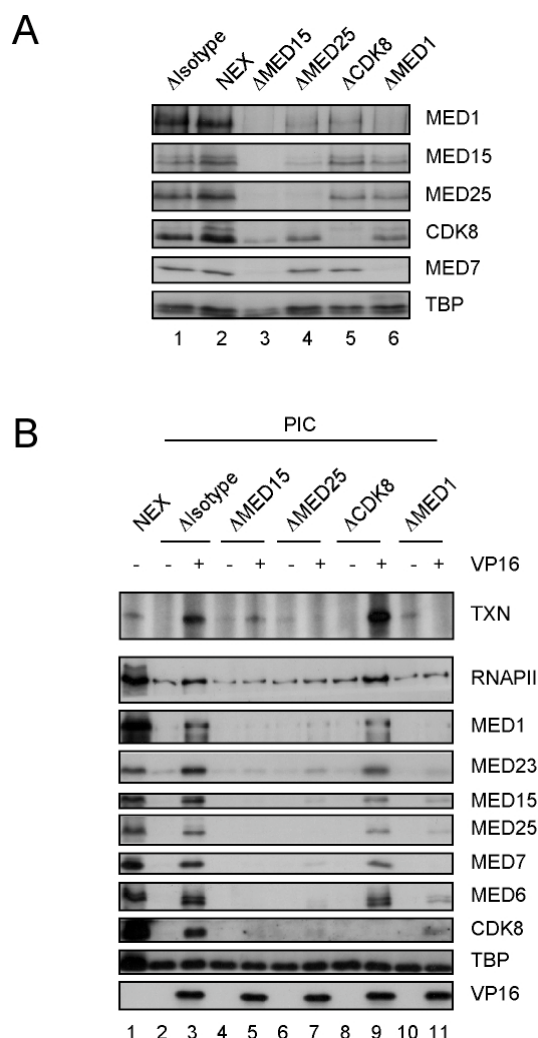 A
ΔIsotype NEX ΔMED15 ΔMED25 ΔCDK8 ΔMED1
MED1
MED15
MED25
CDK8
MED7
TBP
1 2 3 4 5 6
B
PIC
NEX ΔIsotype ΔMED15 ΔMED25 ΔCDK8 ΔMED1
- - + - + - + - + - + VP16
TXN
RNAPII
MED1
MED23
MED15
MED25
MED7
MED6
CDK8
TBP
VP16
1 2 3 4 5 6 7 8 9 10 11